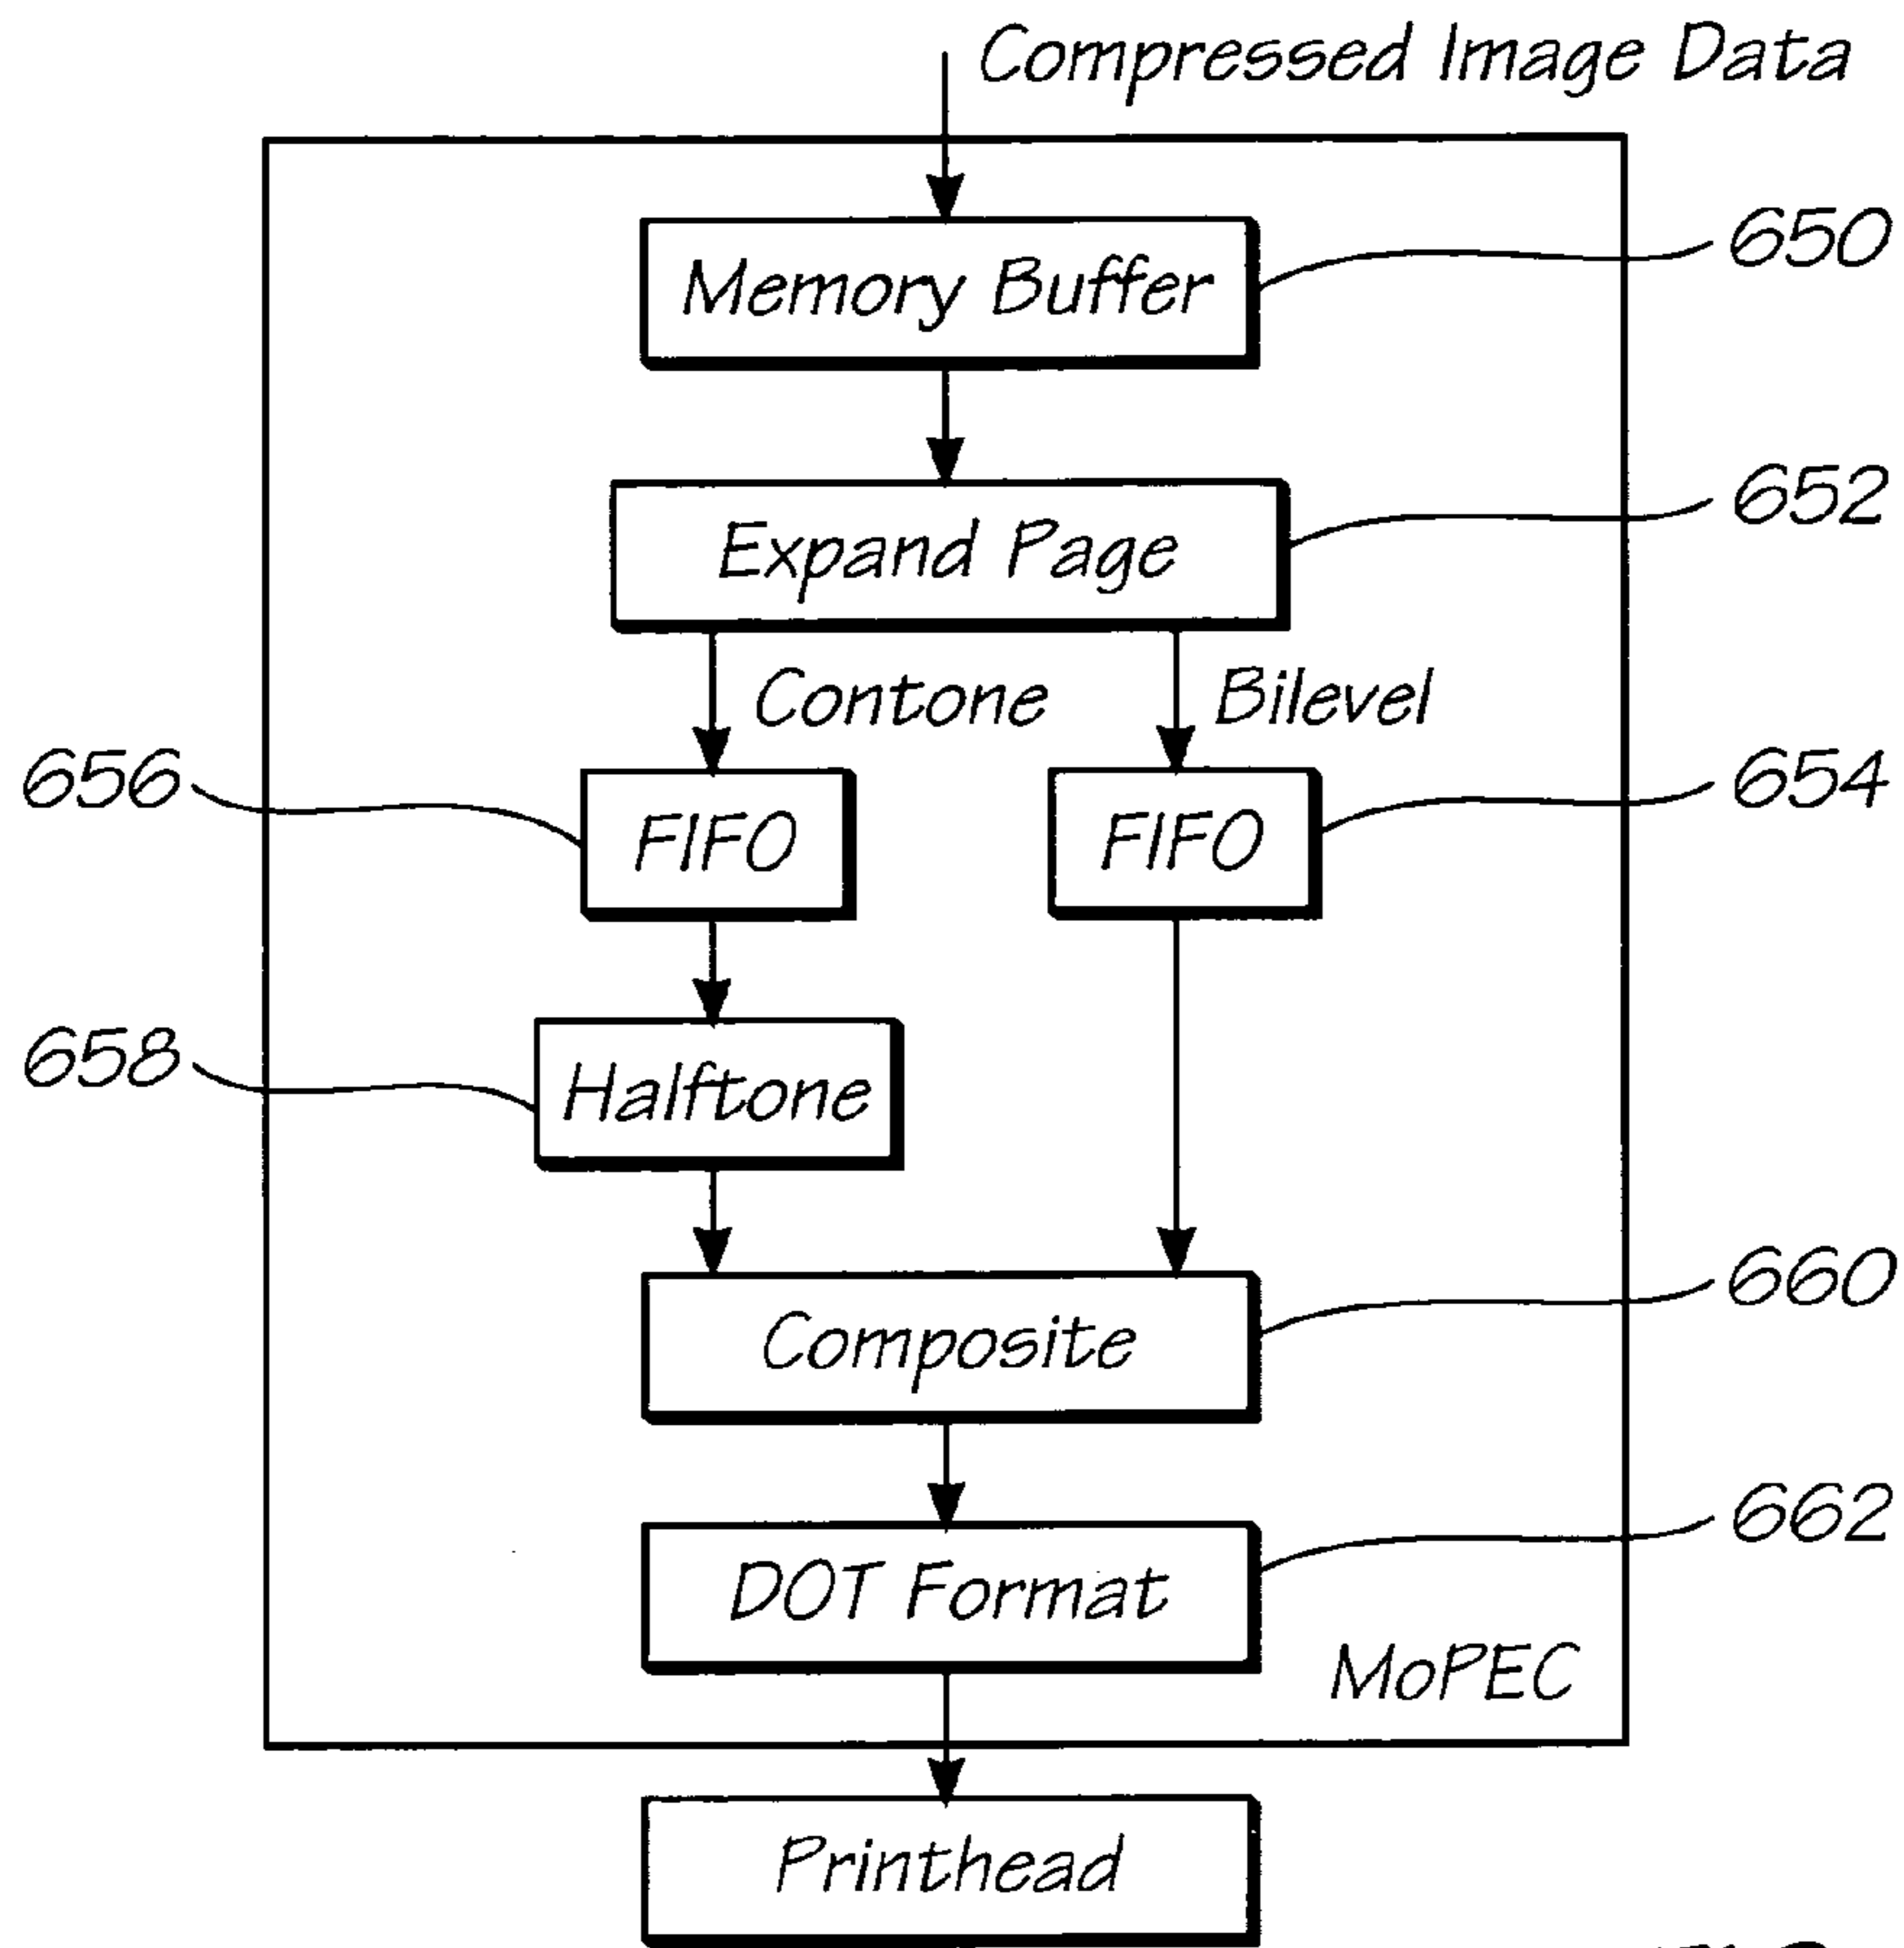 Compressed Image Data
Memory Buffer
650
Expand Page
652
Contone
Bilevel
656
FIFO
FIFO
654
658
Halftone
Composite
660
DOT Format
662
MoPEC
Printhead